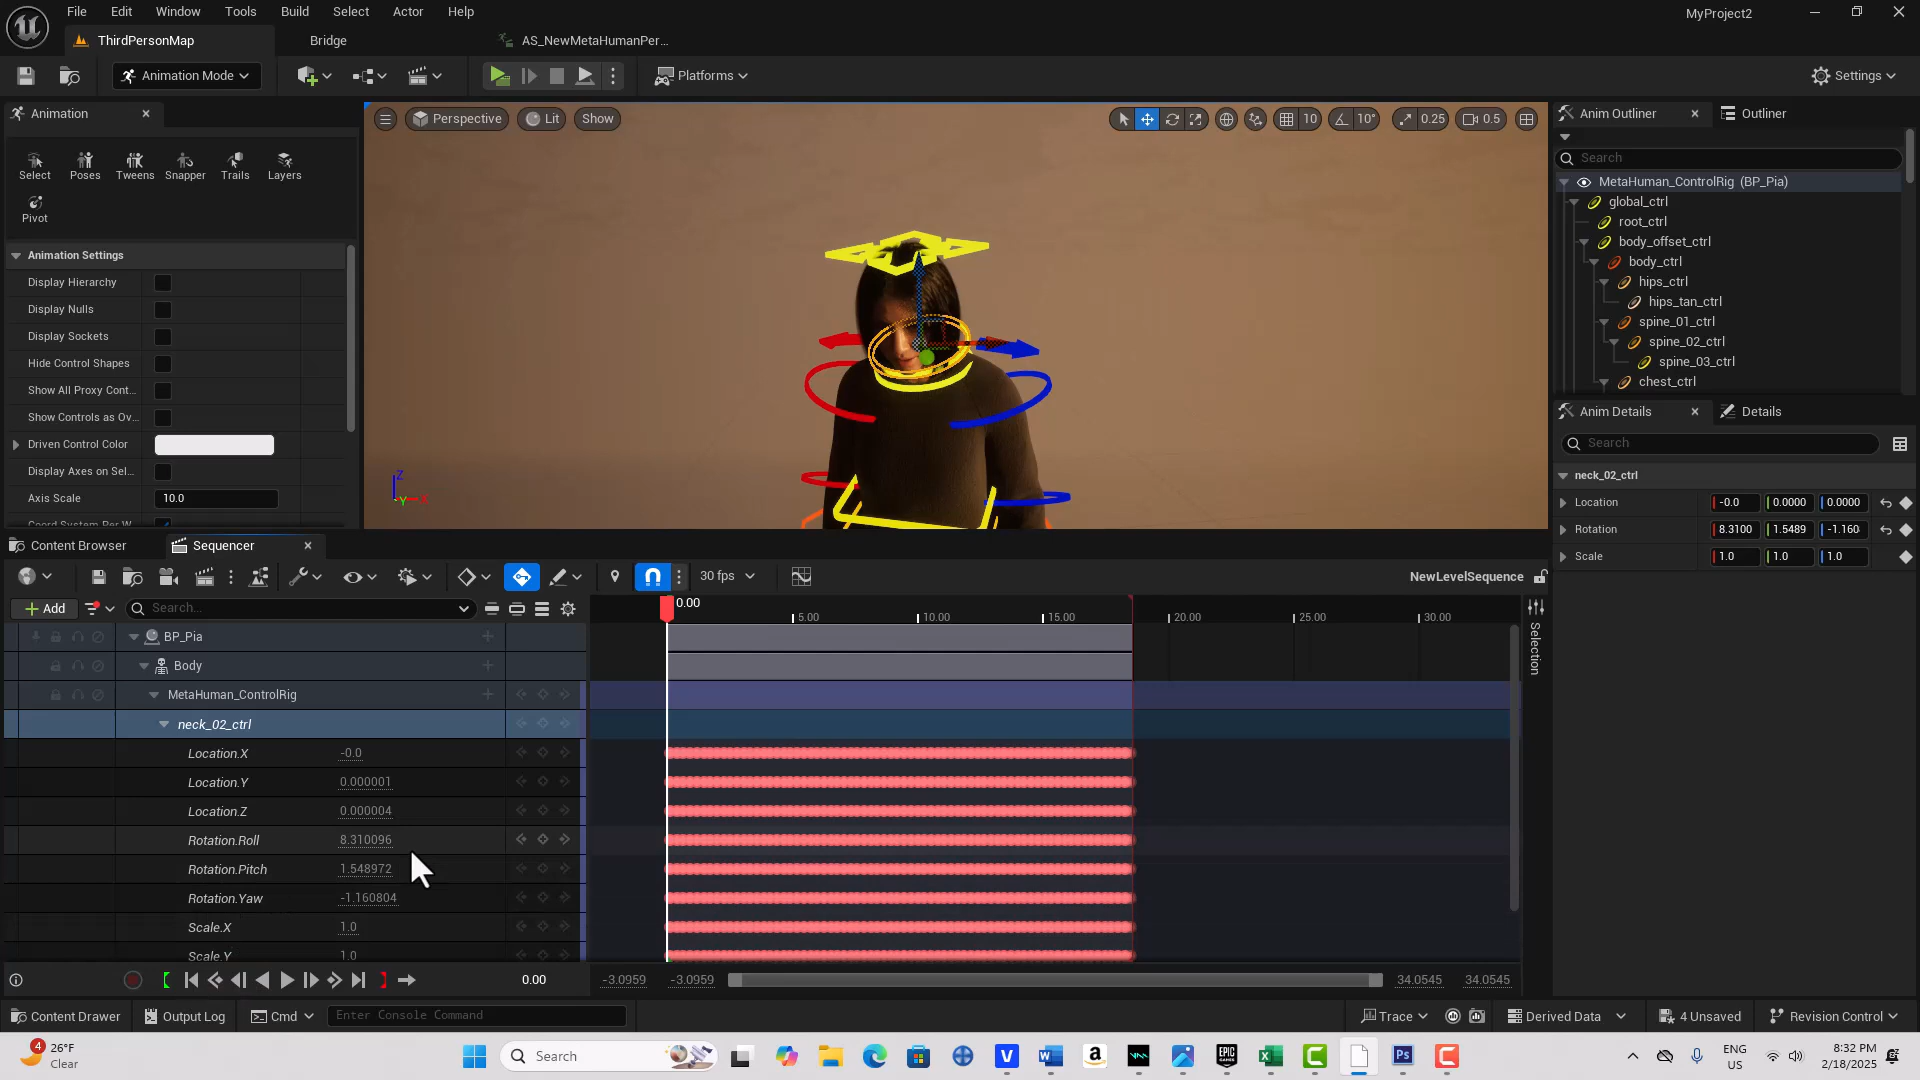 File Edit Window Tools Build Select Actor Help
MyProject2
ThirdPersonMap
Bridge
AS_NewMetaHumanPer...
Animation Mode
Platforms
Settings
Animation
Select Poses Tweens Snapper Trails Layers
Pivot
Animation Settings
Display Hierarchy
Display Nulls
Display Sockets
Hide Control Shapes
Show All Proxy Cont...
Show Controls as Ov...
Driven Control Color
Display Axes on Sel...
Axis Scale 10.0
Perspective Lit Show
10 10° 0.25 0.5
Z
Y X
Anim Outliner
Outliner
Search
MetaHuman_ControlRig (BP_Pia)
global_ctrl
root_ctrl
body_offset_ctrl
body_ctrl
hips_ctrl
hips_tan_ctrl
spine_01_ctrl
spine_02_ctrl
spine_03_ctrl
chest_ctrl
Anim Details
Details
Search
neck_02_ctrl
Location -0.0 0.0000 0.0000
Rotation 8.3100 1.5489 -1.160
Scale 1.0 1.0 1.0
Content Browser
Sequencer
30 fps
NewLevelSequence
Add
Search...
0.00
5.00 10.00 15.00 20.00 25.00 30.00
Selection
BP_Pia
Body
MetaHuman_ControlRig
neck_02_ctrl
Location.X -0.0
Location.Y 0.000001
Location.Z 0.000004
Rotation.Roll 8.310096
Rotation.Pitch 1.548972
Rotation.Yaw -1.160804
Scale.X 1.0
Scale.Y 1.0
0.00
-3.0959 -3.0959 34.0545 34.0545
Content Drawer
Output Log
Cmd
Enter Console Command
Trace
Derived Data
4 Unsaved
Revision Control
4
26°F
Clear
Search
ENG
US
8:32 PM
2/18/2025